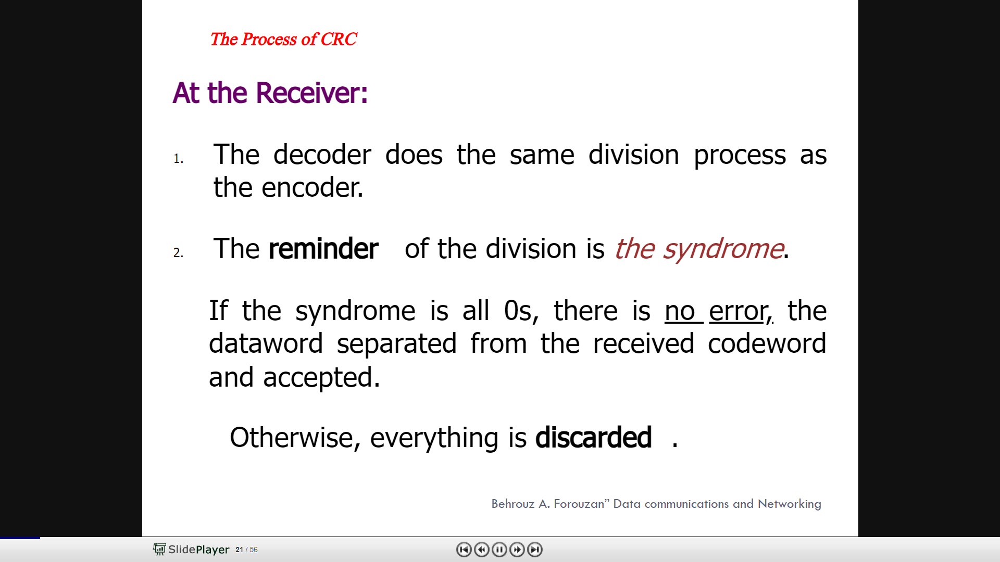 The Process of CRC
At the Receiver:
1. The decoder does the same division process as
the encoder.
2. The reminder of the division is the syndrome.
If the syndrome is all 0s, there is no error, the
dataword separated from the received codeword
and accepted.
Otherwise, everything is discarded .
Behrouz A. Forouzan” Data communications and Networking
SlidePlayer 21 / 56